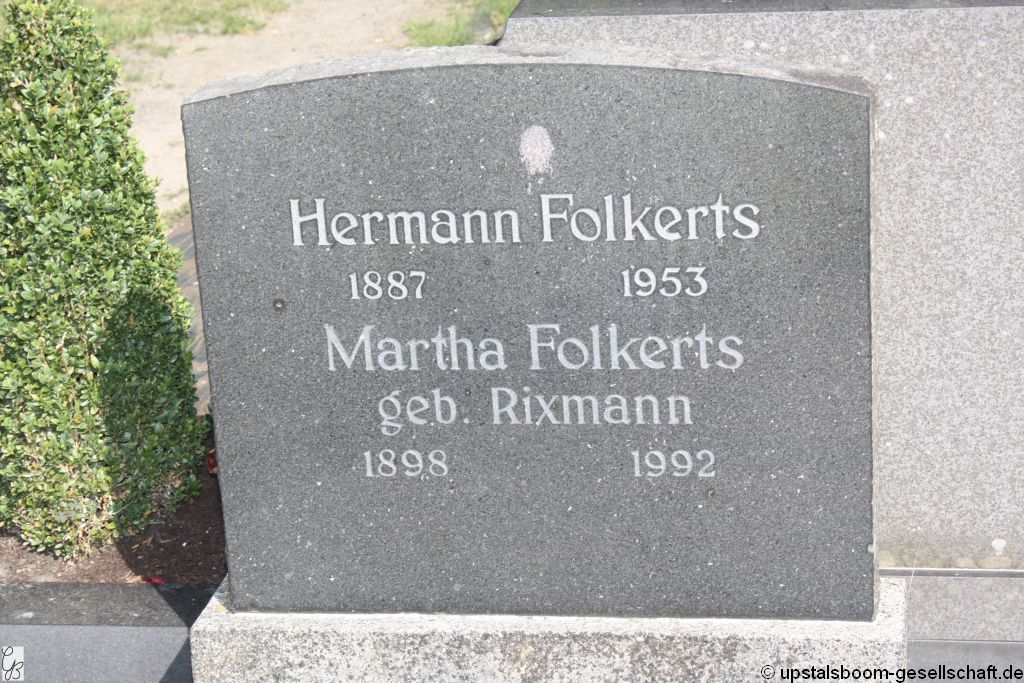 Hermann Folkerts
1887 1953
Martha Folkerts
geb. Rixmann
1898 1992
© upstalsboom-gesellschaft.de